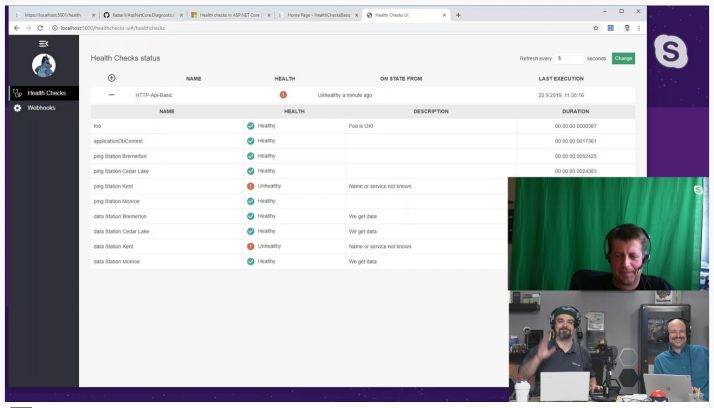 https://localhost:5001/health
Health checks in ASP.NET Core
Home Page - HealthChecksBasic
Health Checks UI
localhost:5000/healthchecks-ui#/healthchecks
Health Checks status
Refresh every 5 seconds Change
NAME HEALTH ON STATE FROM LAST EXECUTION
HTTP-Api-Basic Unhealthy a minute ago 25.9.2019, 11:35:16
Health Checks
Webhooks
NAME HEALTH DESCRIPTION DURATION
foo Healthy Foo is OK! 00:00:00.0000387
applicationDbContext Healthy 00:00:00.0017361
ping Station Bremerton Healthy 00:00:00.0052425
ping Station Cedar Lake Healthy 00:00:00.0024383
ping Station Kent Unhealthy Name or service not known
ping Station Monroe Healthy
data Station Bremerton Healthy We get data
data Station Cedar Lake Healthy We get data
data Station Kent Unhealthy Name or service not known
data Station Monroe Healthy We get data